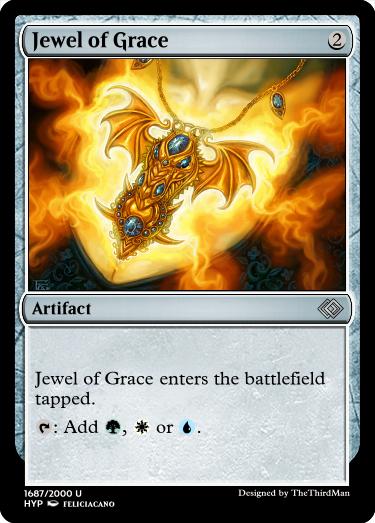 Jewel of Grace 2
Artifact
Jewel of Grace enters the battlefield
tapped.
: Add , or .
1687/2000 U
HYP FELICIACANO
Designed by TheThirdMan